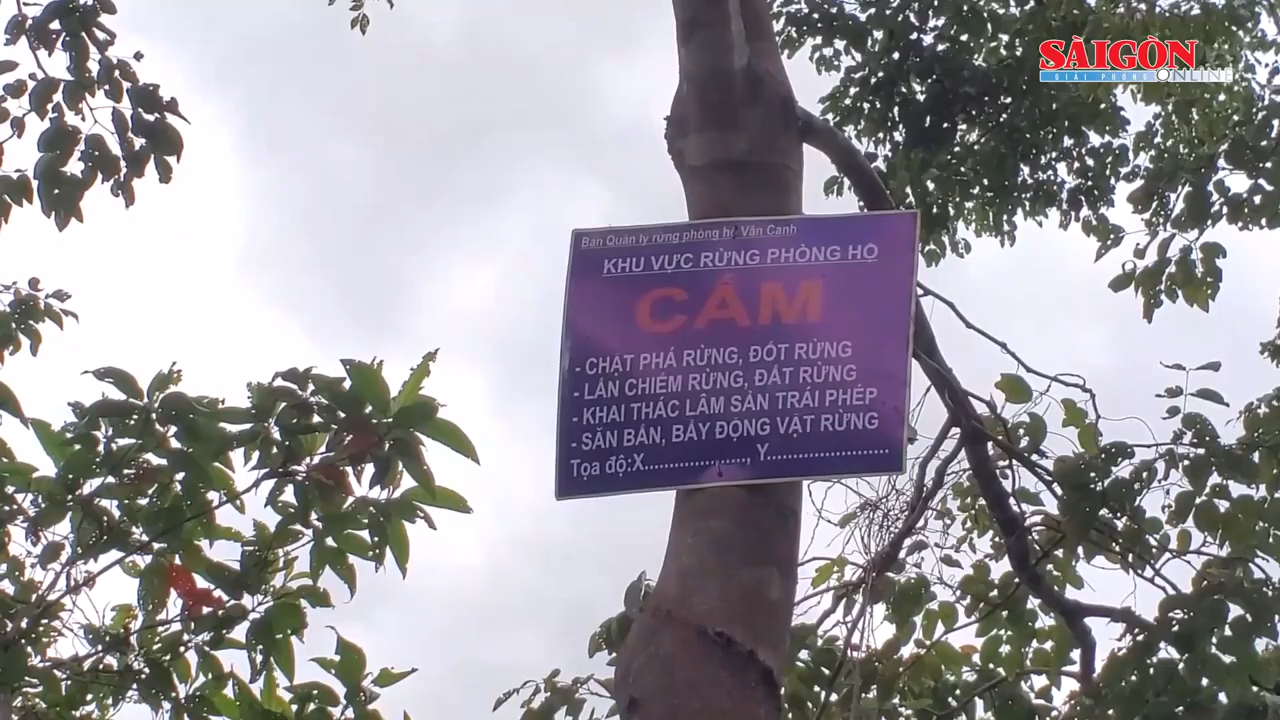 SÀIGÒN
GIẢI PHÓNG ONLINE
Ban Quản lý rừng phòng hộ Vân Canh
KHU VỰC RỪNG PHÒNG HỘ
CẤM
- CHẶT PHÁ RỪNG, ĐỐT RỪNG
- LẤN CHIẾM RỪNG, ĐẤT RỪNG
- KHAI THÁC LÂM SẢN TRÁI PHÉP
- SĂN BẮN, BẪY ĐỘNG VẬT RỪNG
Tọa độ:X...................., Y.......................